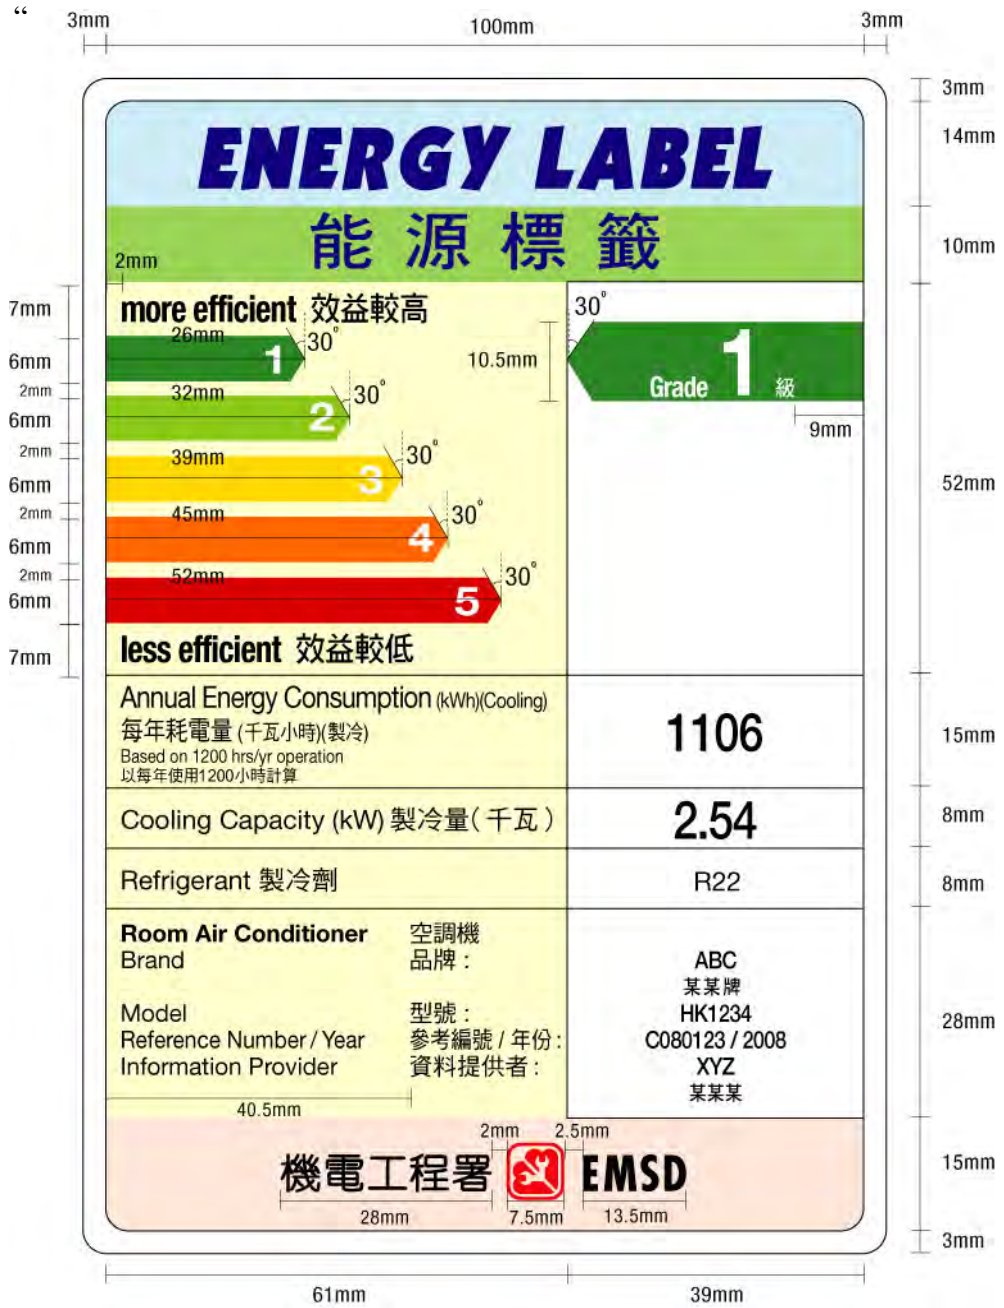 “
3mm 100mm 3mm
3mm
ENERGY LABEL
14mm
能源標籤
10mm
2mm
7mm
more efficient 效益較高
30°
26mm
30°
1
6mm
10.5mm
1
Grade 級
2mm
32mm
30°
2
6mm
9mm
2mm
39mm
30°
3
6mm
52mm
2mm
45mm
30°
4
6mm
2mm
52mm
30°
5
6mm
less efficient 效益較低
7mm
Annual Energy Consumption (kWh)(Cooling)
每年耗電量 (千瓦小時)(製冷)
Based on 1200 hrs/yr operation
以每年使用1200小時計算
1106
15mm
Cooling Capacity (kW) 製冷量(千瓦)
2.54
8mm
Refrigerant 製冷劑
R22
8mm
Room Air Conditioner 空調機
Brand 品牌:
ABC
某某牌
Model 型號:
HK1234
Reference Number / Year 參考編號 / 年份:
C080123 / 2008
28mm
Information Provider 資料提供者:
XYZ
某某某
40.5mm
2mm 2.5mm
機電工程署 EMSD
15mm
28mm 7.5mm 13.5mm
3mm
61mm 39mm